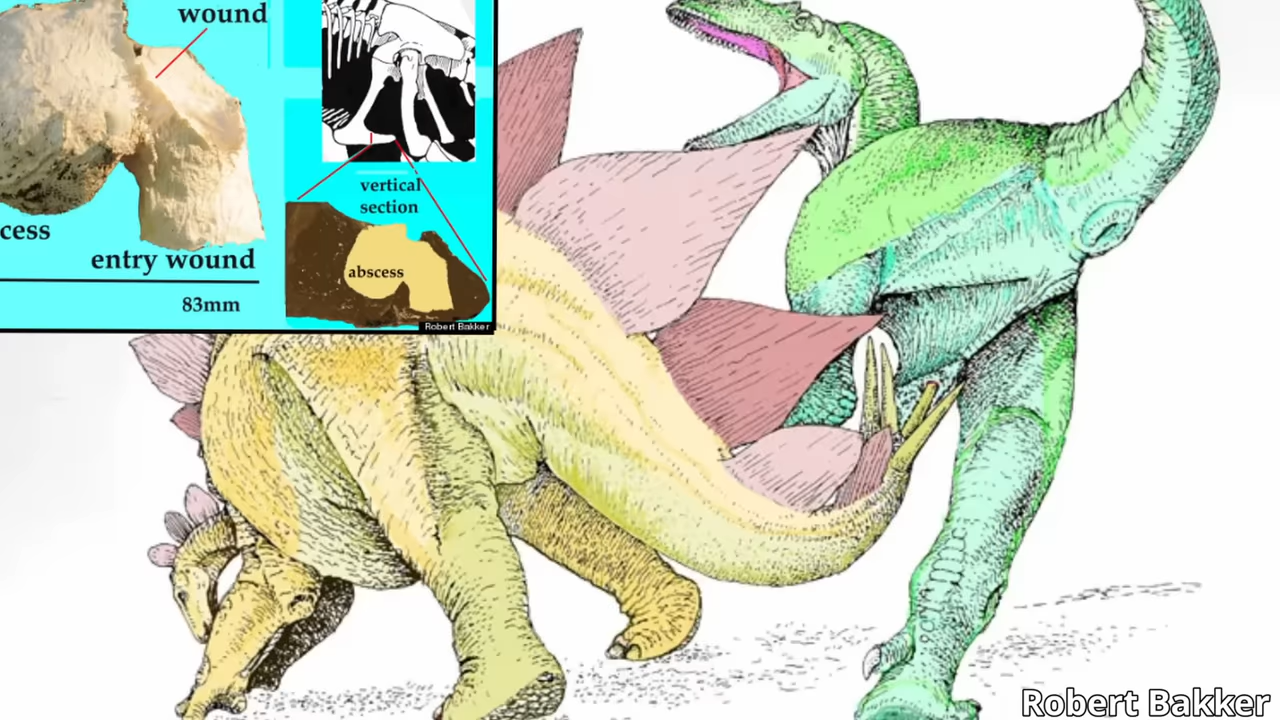 wound
cess
entry wound
83mm
vertical
section
abscess
Robert Bakker
Robert Bakker